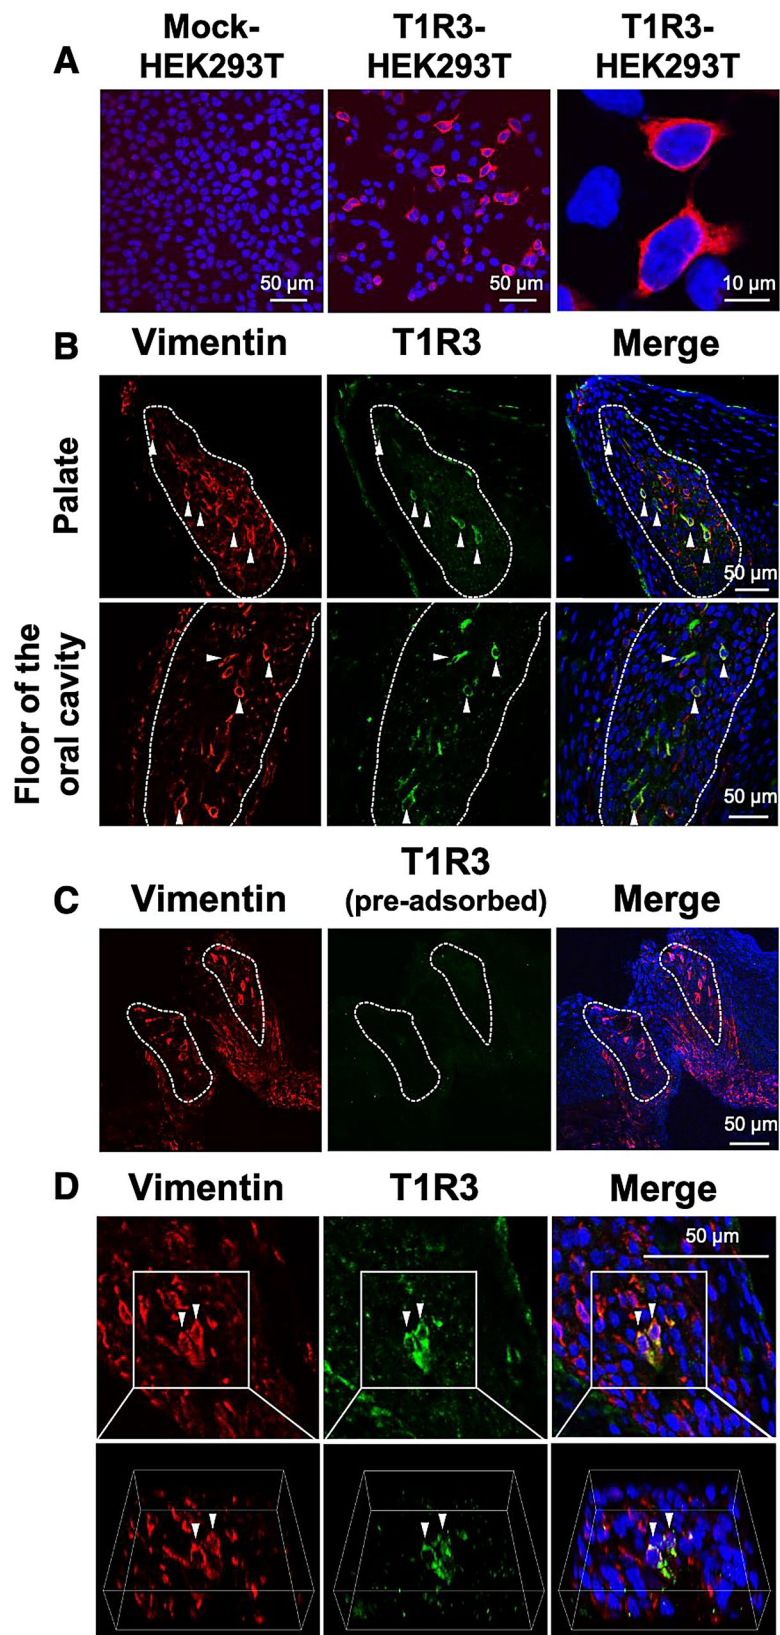 A
Mock-
HEK293T
T1R3-
HEK293T
T1R3-
HEK293T
50 µm
50 µm
10 µm
B
Vimentin
T1R3
Merge
Palate
50 µm
Floor of the
oral cavity
50 µm
C
Vimentin
T1R3
(pre-adsorbed)
Merge
50 µm
D
Vimentin
T1R3
Merge
50 µm